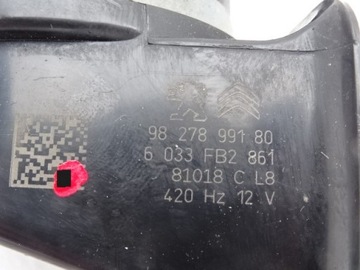 98 278 991 80
6 033 FB2 861
81018 C L8
420 Hz 12 V